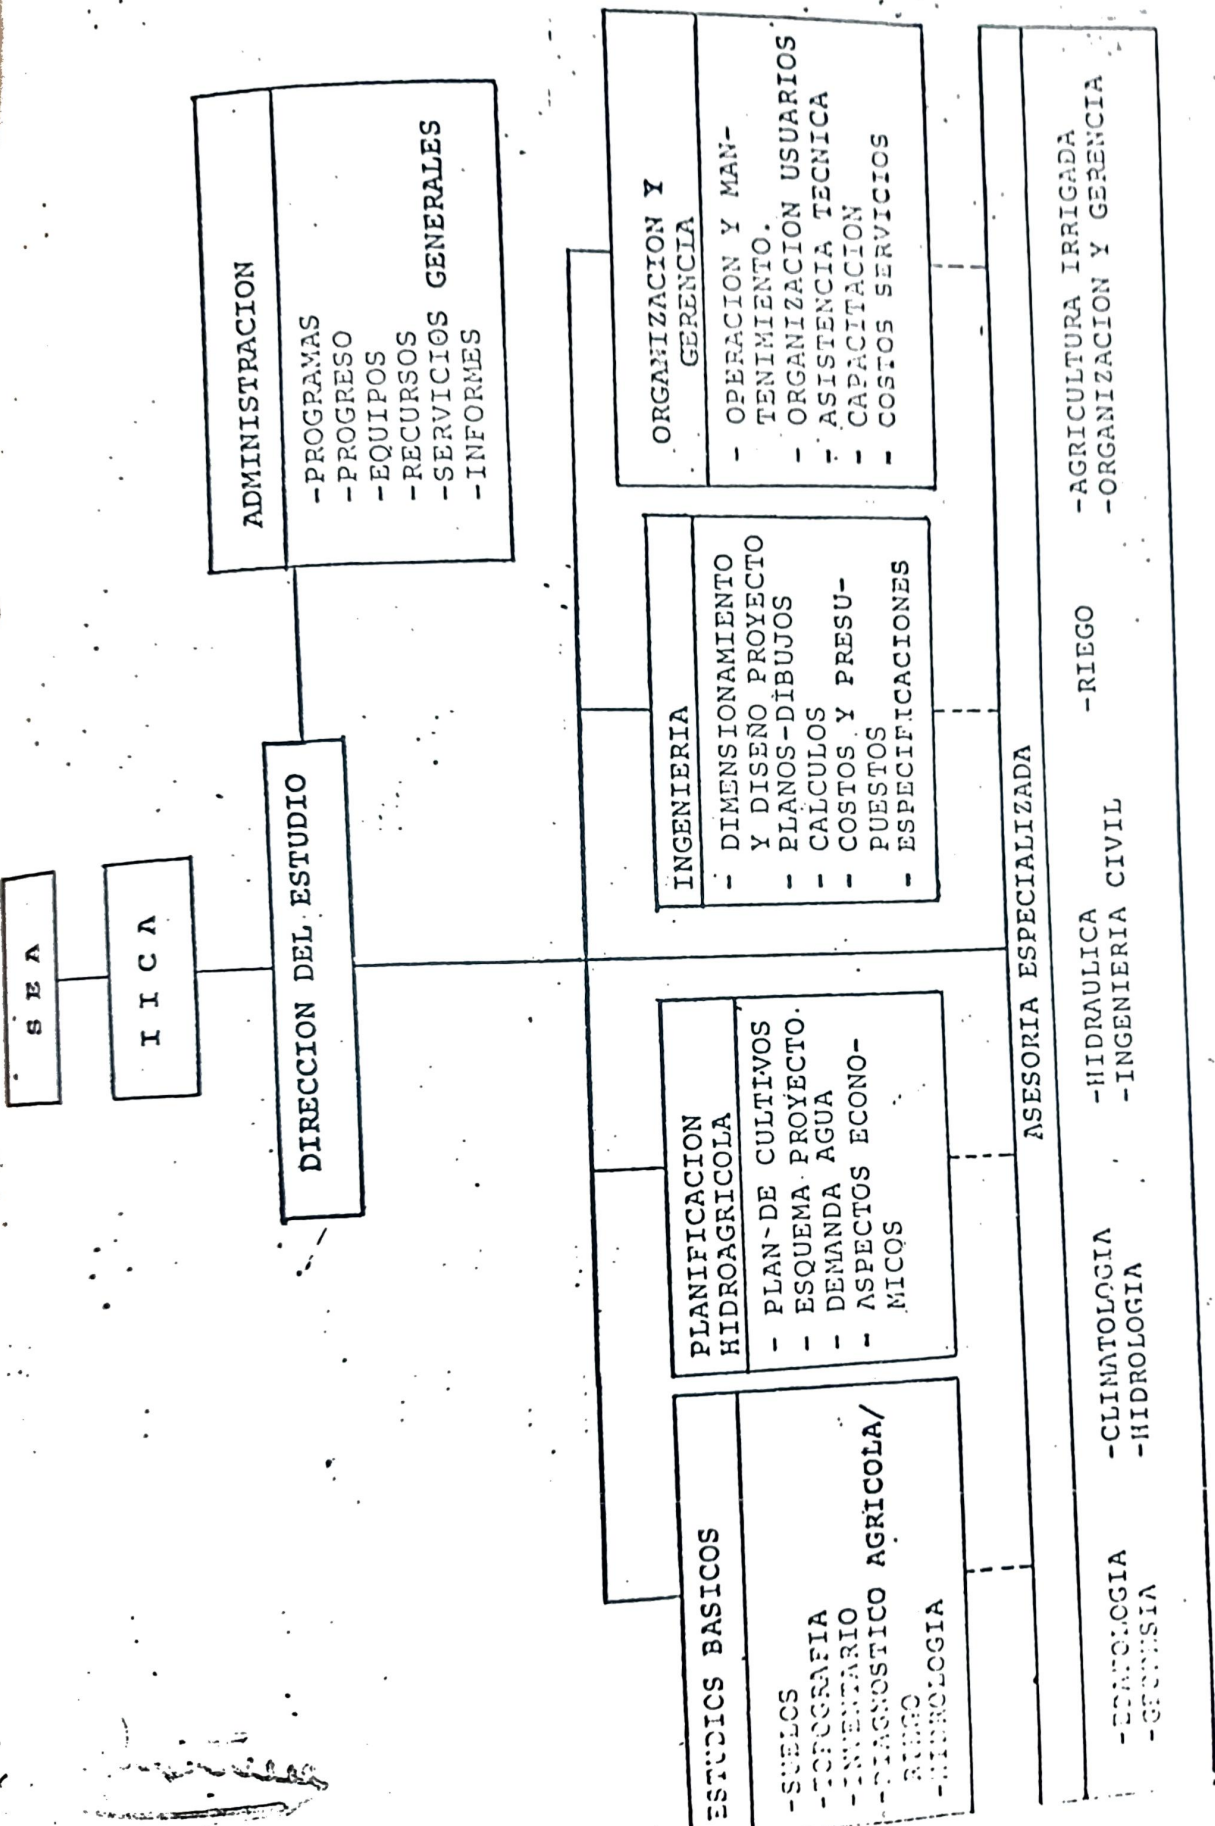 S E A
I I C A
DIRECCION DEL ESTUDIO
ADMINISTRACION
-PROGRAMAS
-PROGRESO
-EQUIPOS
-RECURSOS
-SERVICIOS GENERALES
-INFORMES
ESTUDIOS BASICOS
-SUELOS
-TOPOGRAFIA
-INVENTARIO
-DIAGNOSTICO AGRICOLA/
RIEGO
-HIDROLOGIA
PLANIFICACION
HIDROAGRICOLA
- PLAN DE CULTIVOS
- ESQUEMA PROYECTO.
- DEMANDA AGUA
- ASPECTOS ECONO-
MICOS
INGENIERIA
- DIMENSIONAMIENTO
Y DISEÑO PROYECTO
- PLANOS-DIBUJOS
- CALCULOS
- COSTOS Y PRESU-
PUESTOS
- ESPECIFICACIONES
ORGANIZACION Y
GERENCIA
- OPERACION Y MAN-
TENIMIENTO.
- ORGANIZACION USUARIOS
- ASISTENCIA TECNICA
- CAPACITACION
- COSTOS SERVICIOS
ASESORIA ESPECIALIZADA
-EDAFOLOGIA
-GEODESIA
-CLIMATOLOGIA
-HIDROLOGIA
-HIDRAULICA
-INGENIERIA CIVIL
-RIEGO
-AGRICULTURA IRRIGADA
-ORGANIZACION Y GERENCIA